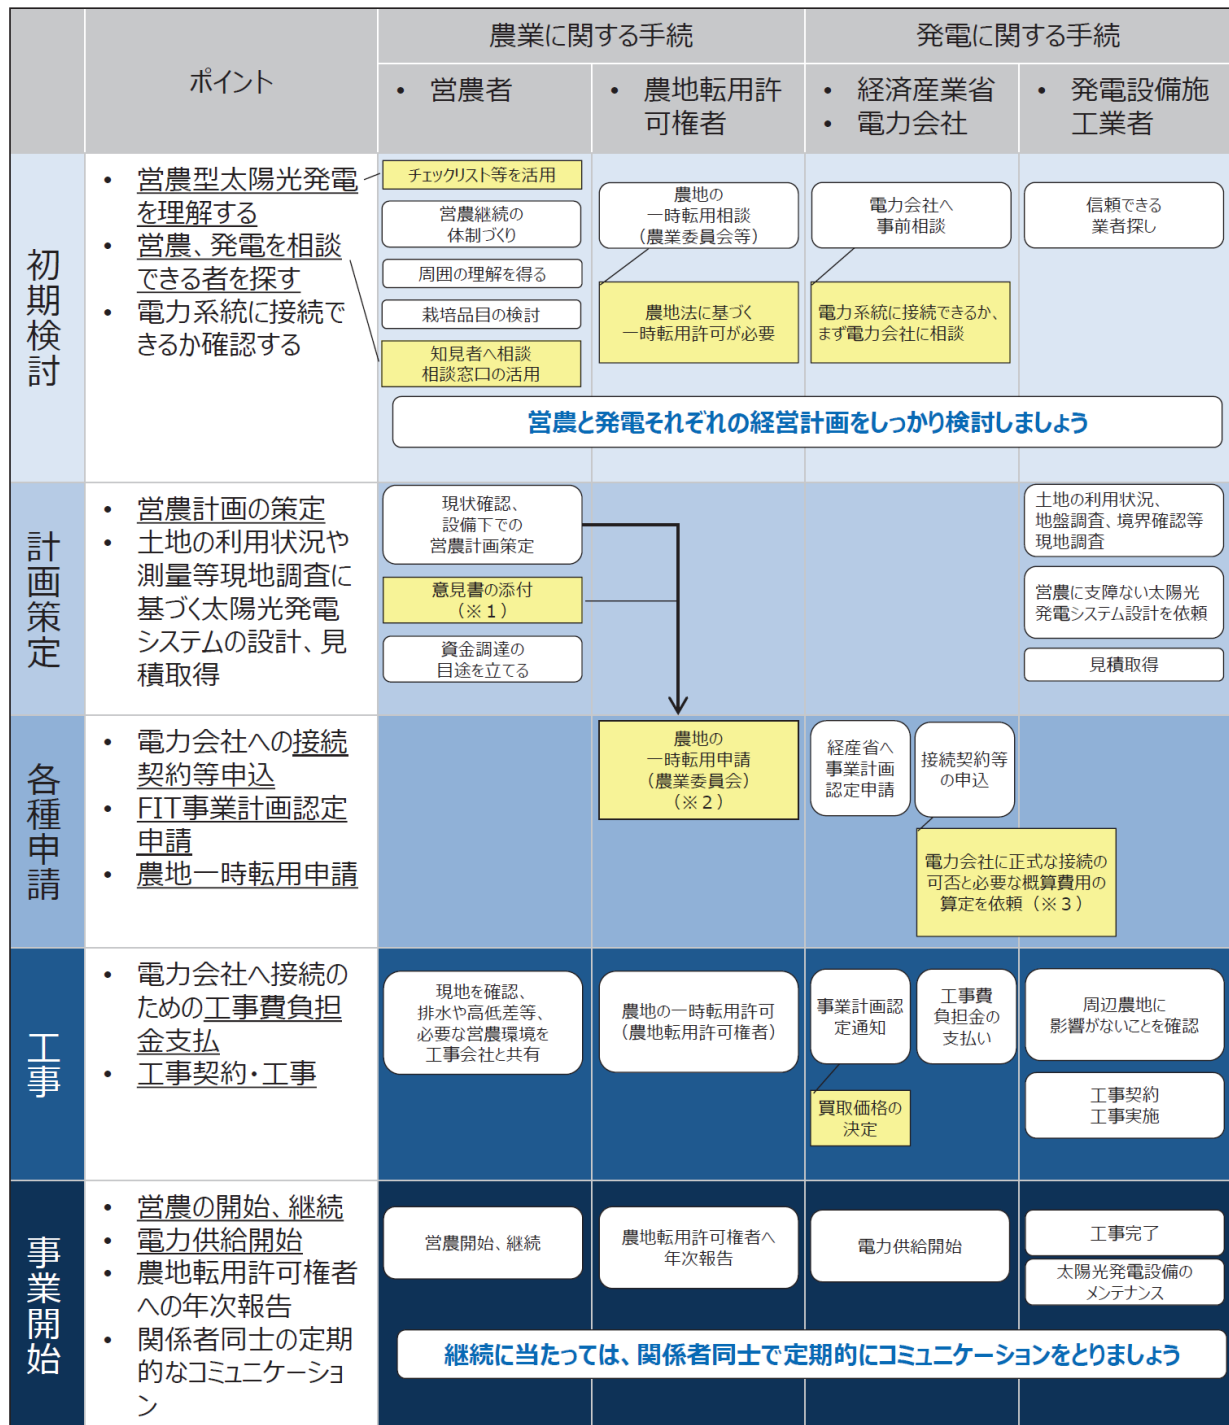 農業に関する手続
発電に関する手続
ポイント
• 営農者
• 農地転用許
可権者
• 経済産業省
• 電力会社
• 発電設備施
工業者
初期検討
• 営農型太陽光発電
を理解する
• 営農、発電を相談
できる者を探す
• 電力系統に接続で
きるか確認する
チェックリスト等を活用
営農継続の
体制づくり
周囲の理解を得る
栽培品目の検討
知見者へ相談
相談窓口の活用
農地の
一時転用相談
(農業委員会等)
農地法に基づく
一時転用許可が必要
電力会社へ
事前相談
電力系統に接続できるか、
まず電力会社に相談
信頼できる
業者探し
営農と発電それぞれの経営計画をしっかり検討しましょう
計画策定
• 営農計画の策定
• 土地の利用状況や
測量等現地調査に
基づく太陽光発電
システムの設計、見
積取得
現状確認、
設備下での
営農計画策定
意見書の添付
(※1)
資金調達の
目途を立てる
土地の利用状況、
地盤調査、境界確認等
現地調査
営農に支障ない太陽光
発電システム設計を依頼
見積取得
各種申請
• 電力会社への接続
契約等申込
• FIT事業計画認定
申請
• 農地一時転用申請
農地の
一時転用申請
(農業委員会)
(※2)
経産省へ
事業計画
認定申請
接続契約等
の申込
電力会社に正式な接続の
可否と必要な概算費用の
算定を依頼(※3)
工事
• 電力会社へ接続の
ための工事費負担
金支払
• 工事契約・工事
現地を確認、
排水や高低差等、
必要な営農環境を
工事会社と共有
農地の一時転用許可
(農地転用許可権者)
事業計画認
定通知
買取価格の
決定
工事費
負担金の
支払い
周辺農地に
影響がないことを確認
工事契約
工事実施
事業開始
• 営農の開始、継続
• 電力供給開始
• 農地転用許可権者
への年次報告
• 関係者同士の定期
的なコミュニケーショ
ン
営農開始、継続
農地転用許可権者へ
年次報告
電力供給開始
工事完了
太陽光発電設備の
メンテナンス
継続に当たっては、関係者同士で定期的にコミュニケーションをとりましょう